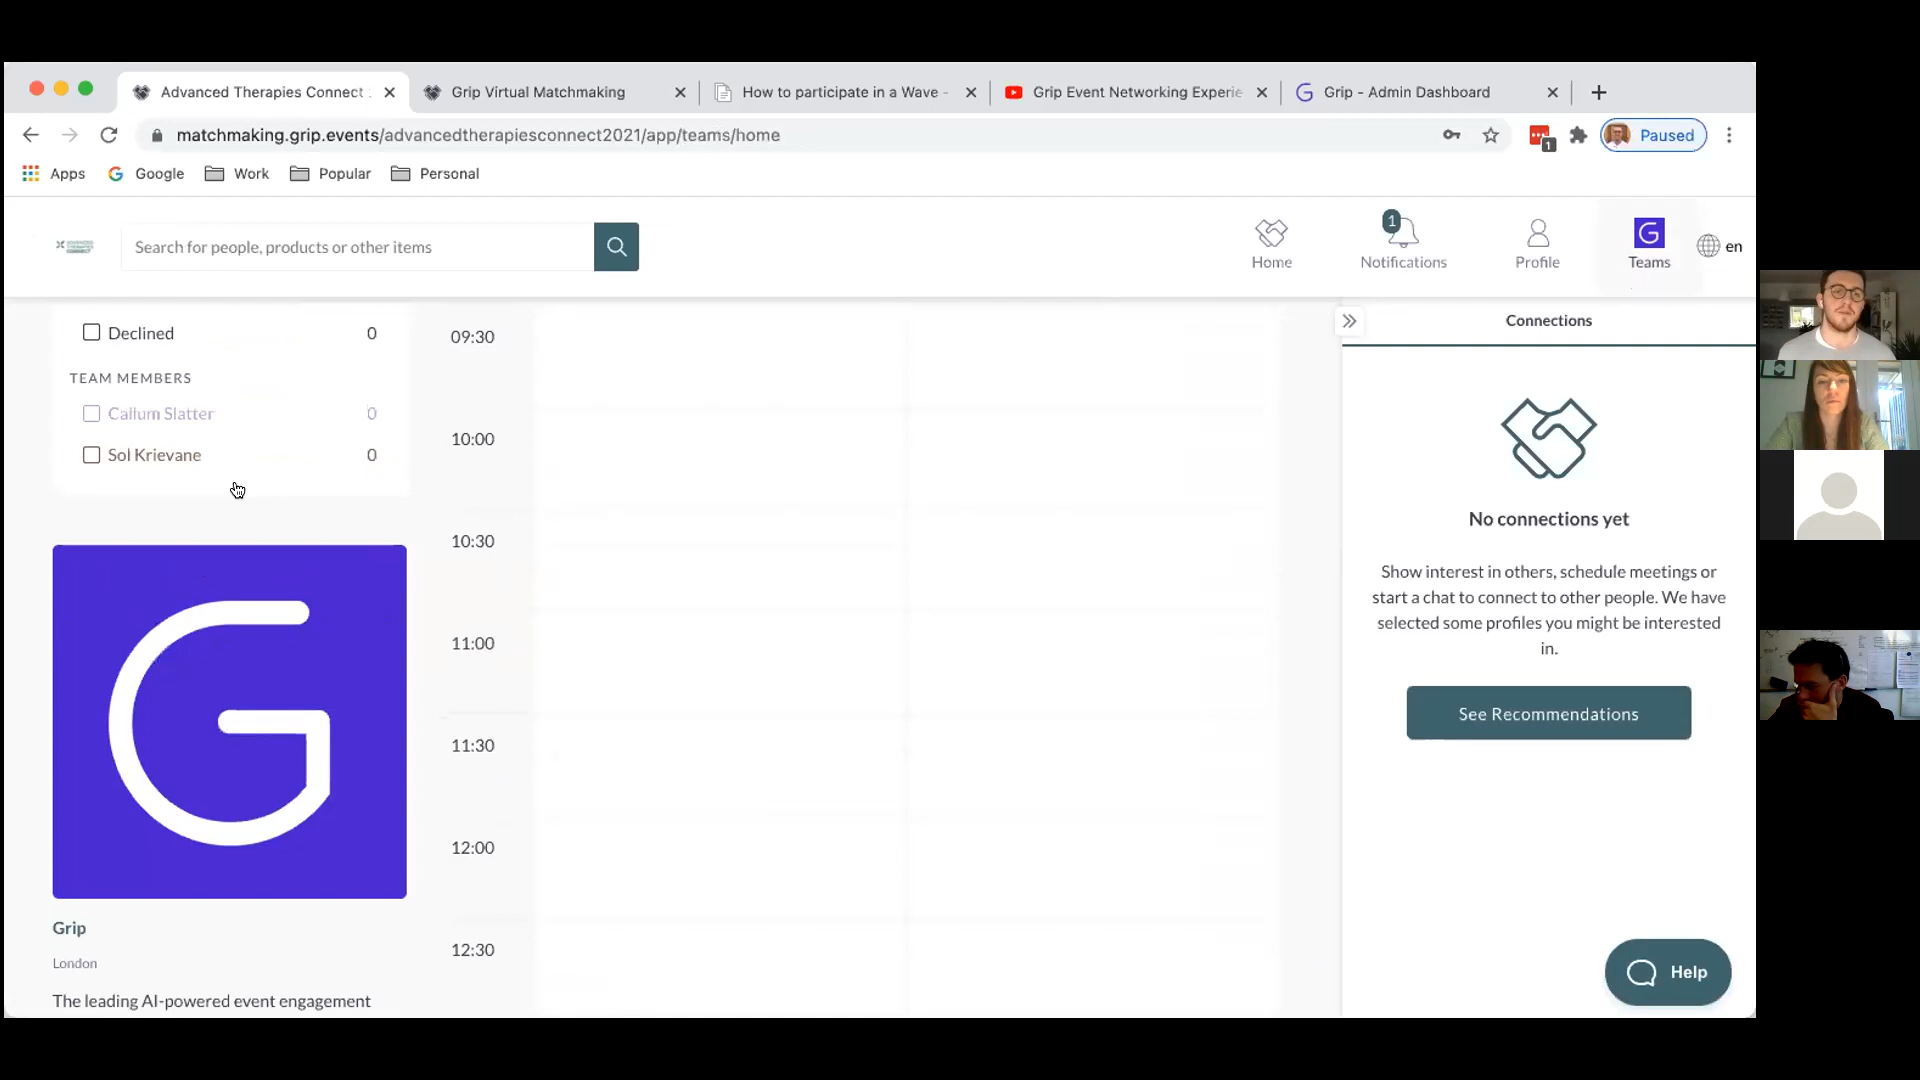 Advanced Therapies Connect
Grip Virtual Matchmaking
How to participate in a Wave -
Grip Event Networking Experie
Grip - Admin Dashboard
matchmaking.grip.events/advancedtherapiesconnect2021/app/teams/home
1
Paused
Apps
Google
Work
Popular
Personal
Search for people, products or other items
Home
1
Notifications
Profile
Teams
en
Declined 0
TEAM MEMBERS
Callum Slatter 0
Sol Krievane 0
Grip
London
The leading AI-powered event engagement
09:30
10:00
10:30
11:00
11:30
12:00
12:30
Connections
No connections yet
Show interest in others, schedule meetings or
start a chat to connect to other people. We have
selected some profiles you might be interested
in.
See Recommendations
Help